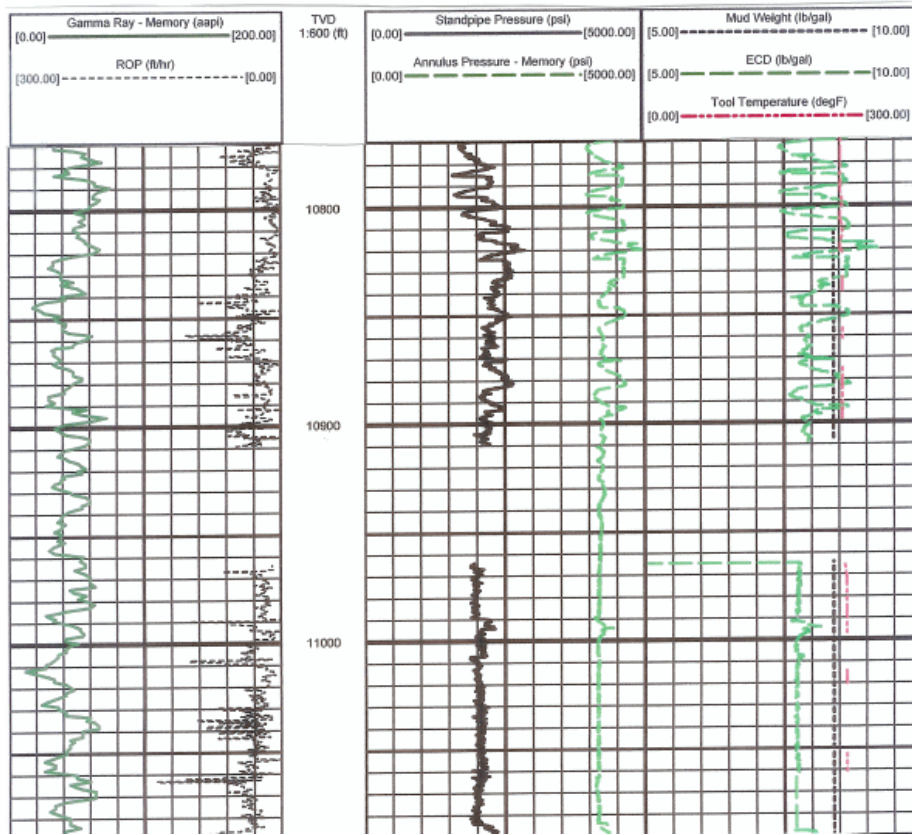 Gamma Ray - Memory (aapi)
[0.00] [200.00]
ROP (ft/hr)
[300.00] [0.00]
TVD
1:600 (ft)
Standpipe Pressure (psi)
[0.00] [5000.00]
Annulus Pressure - Memory (psi)
[0.00] [5000.00]
Mud Weight (lb/gal)
[5.00] [10.00]
ECD (lb/gal)
[5.00] [10.00]
Tool Temperature (degF)
[0.00] [300.00]
10800
10900
11000